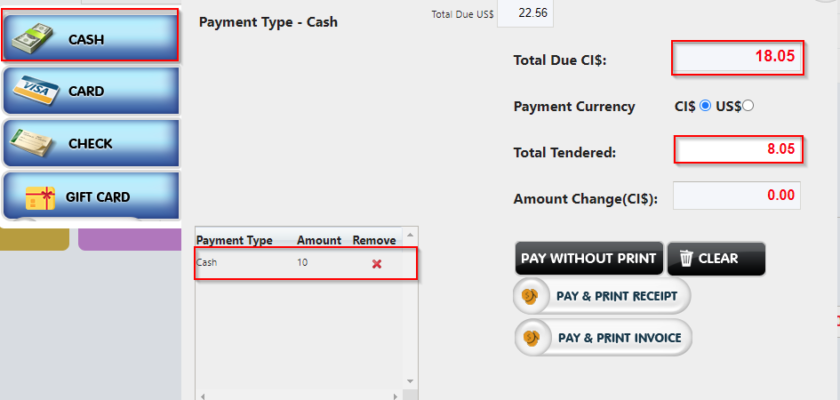 CASH
CARD
CHECK
GIFT CARD
Payment Type - Cash
Total Due US$ 22.56
Total Due CI$: 18.05
Payment Currency CI$ US$
Total Tendered: 8.05
Amount Change(CI$): 0.00
Payment Type Amount Remove
Cash 10
PAY WITHOUT PRINT CLEAR
PAY & PRINT RECEIPT
PAY & PRINT INVOICE
VISA